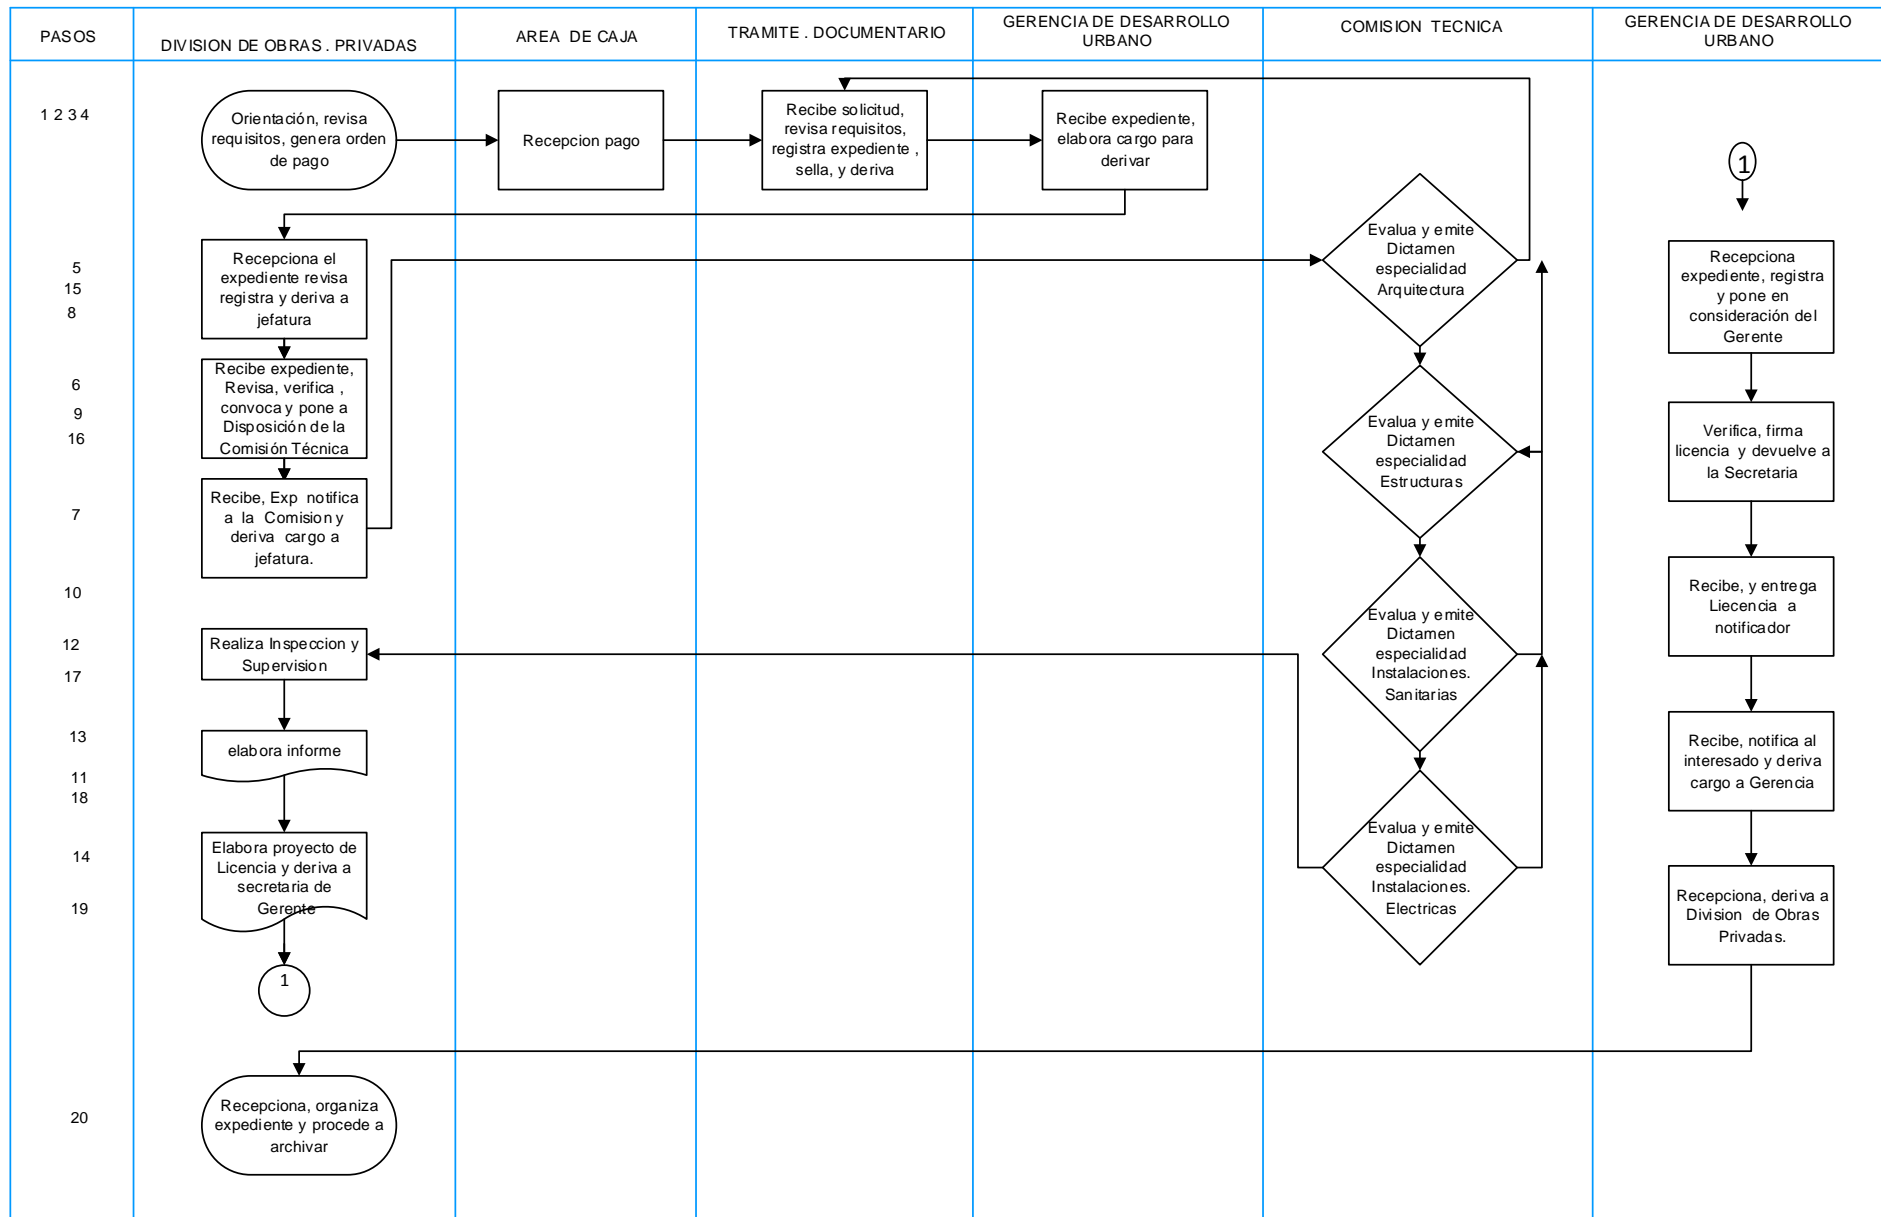 PASOS
DIVISION DE OBRAS . PRIVADAS
AREA DE CAJA
TRAMITE . DOCUMENTARIO
GERENCIA DE DESARROLLO
URBANO
COMISION TECNICA
GERENCIA DE DESARROLLO
URBANO
1 2 3 4
Orientación, revisa
requisitos, genera orden
de pago
Recepcion pago
Recibe solicitud,
revisa requisitos,
registra expediente ,
sella, y deriva
Recibe expediente,
elabora cargo para
derivar
1
5
15
8
Recepciona el
expediente revisa
registra y deriva a
jefatura
Evalua y emite
Dictamen
especialidad
Arquitectura
Recepciona
expediente, registra
y pone en
consideración del
Gerente
6
9
16
Recibe expediente,
Revisa, verifica ,
convoca y pone a
Disposición de la
Comisión Técnica
Evalua y emite
Dictamen
especialidad
Estructuras
Verifica, firma
licencia y devuelve a
la Secretaria
7
Recibe, Exp notifica
a la Comision y
deriva cargo a
jefatura.
10
12
17
Realiza Inspeccion y
Supervision
Evalua y emite
Dictamen
especialidad
Instalaciones.
Sanitarias
Recibe, y entrega
Liecencia a
notificador
13
11
18
elabora informe
Recibe, notifica al
interesado y deriva
cargo a Gerencia
14
19
Elabora proyecto de
Licencia y deriva a
secretaria de
Gerente
Evalua y emite
Dictamen
especialidad
Instalaciones.
Electricas
Recepciona, deriva a
Division de Obras
Privadas.
1
20
Recepciona, organiza
expediente y procede a
archivar